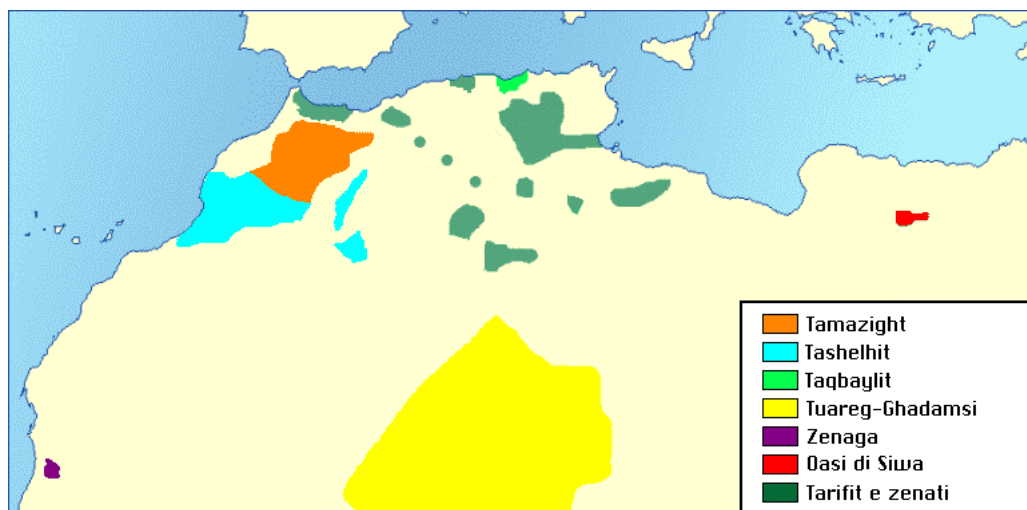 Tamazight
Tashelhit
Taqbaylit
Tuareg-Ghadamsi
Zenaga
Oasi di Siwa
Tarifit e zenati